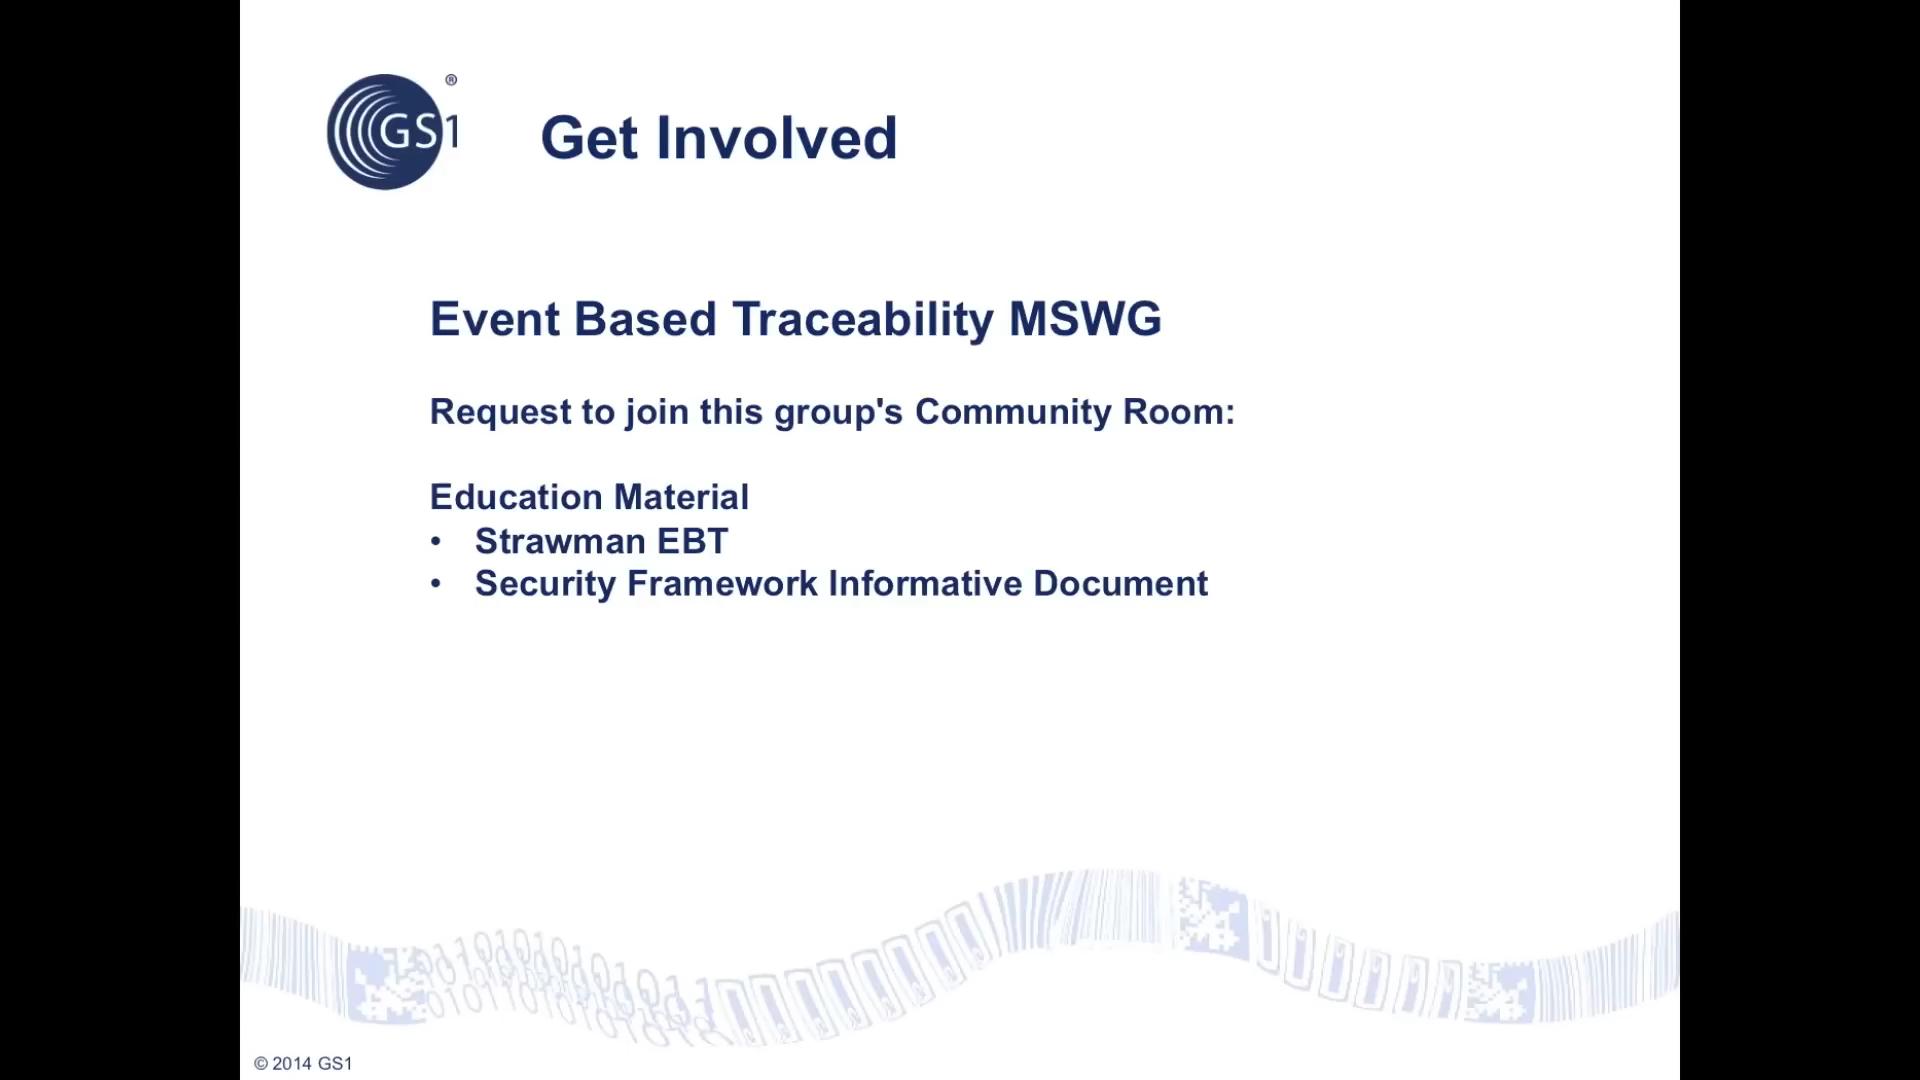 GS1®
Get Involved
Event Based Traceability MSWG
Request to join this group's Community Room:
Education Material
• Strawman EBT
• Security Framework Informative Document
© 2014 GS1